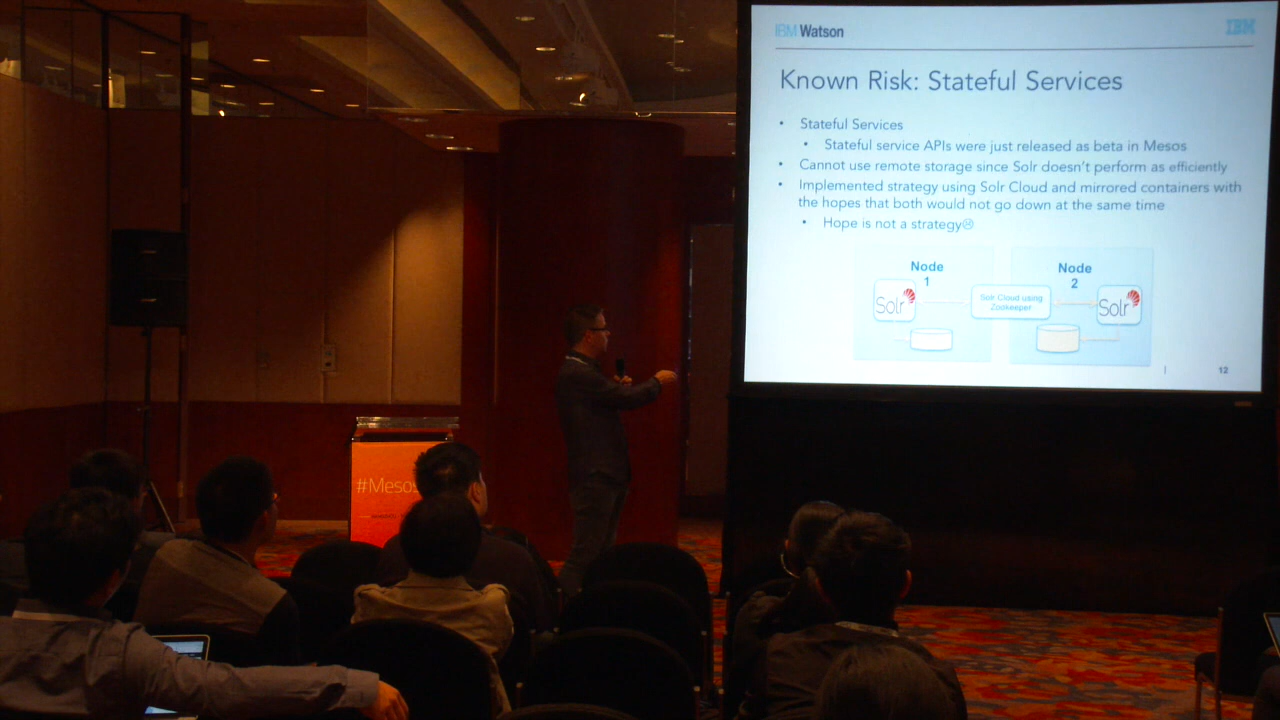 IBM Watson
IBM
Known Risk: Stateful Services
• Stateful Services
• Stateful service APIs were just released as beta in Mesos
• Cannot use remote storage since Solr doesn't perform as efficiently
• Implemented strategy using Solr Cloud and mirrored containers with
the hopes that both would not go down at the same time
• Hope is not a strategy☹
Node
1
Node
2
Solr
Solr Cloud using
Zookeeper
Solr
12
#Mesos